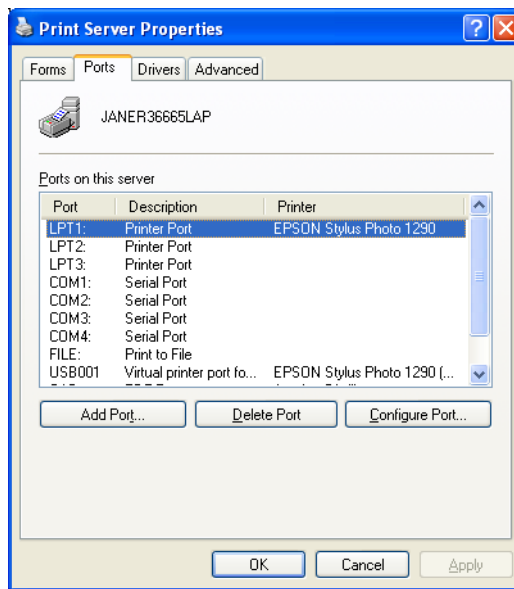 Print Server Properties
Forms Ports Drivers Advanced
JANER36665LAP
Ports on this server
Port Description Printer
LPT1: Printer Port EPSON Stylus Photo 1290
LPT2: Printer Port
LPT3: Printer Port
COM1: Serial Port
COM2: Serial Port
COM3: Serial Port
COM4: Serial Port
FILE: Print to File
USB001 Virtual printer port fo... EPSON Stylus Photo 1290 (...
Add Port... Delete Port Configure Port...
OK Cancel Apply